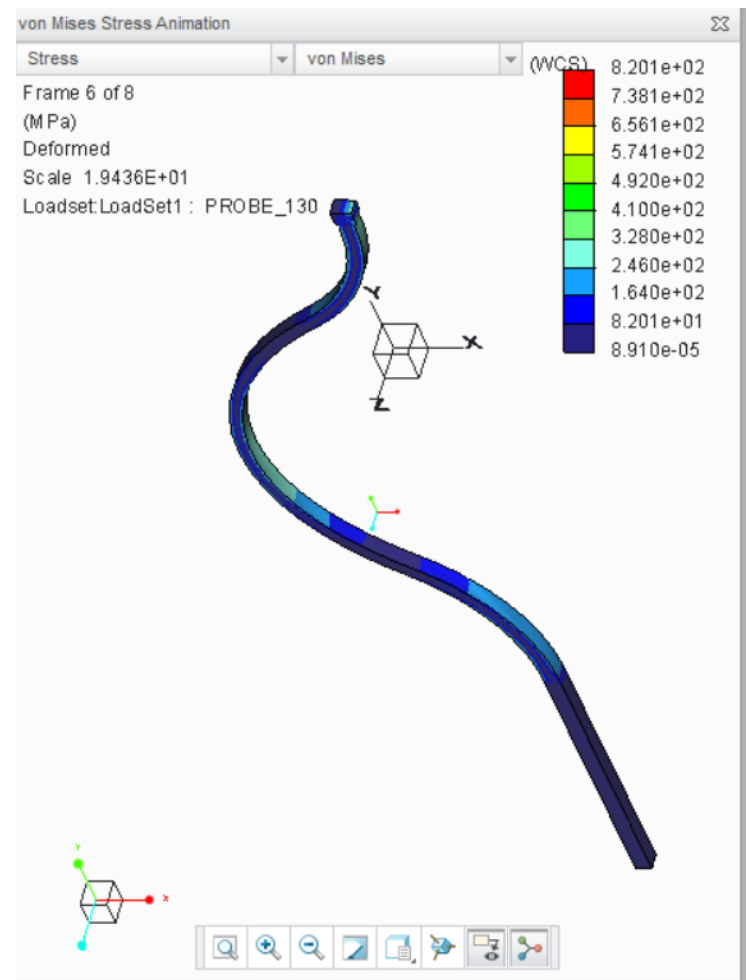 von Mises Stress Animation
Stress von Mises (WCS)
Frame 6 of 8
(MPa)
Deformed
Scale 1.9436E+01
Loadset:LoadSet1 : PROBE_130
8.201e+02
7.381e+02
6.561e+02
5.741e+02
4.920e+02
4.100e+02
3.280e+02
2.460e+02
1.640e+02
8.201e+01
8.910e-05
Y
X
Z
Y
X